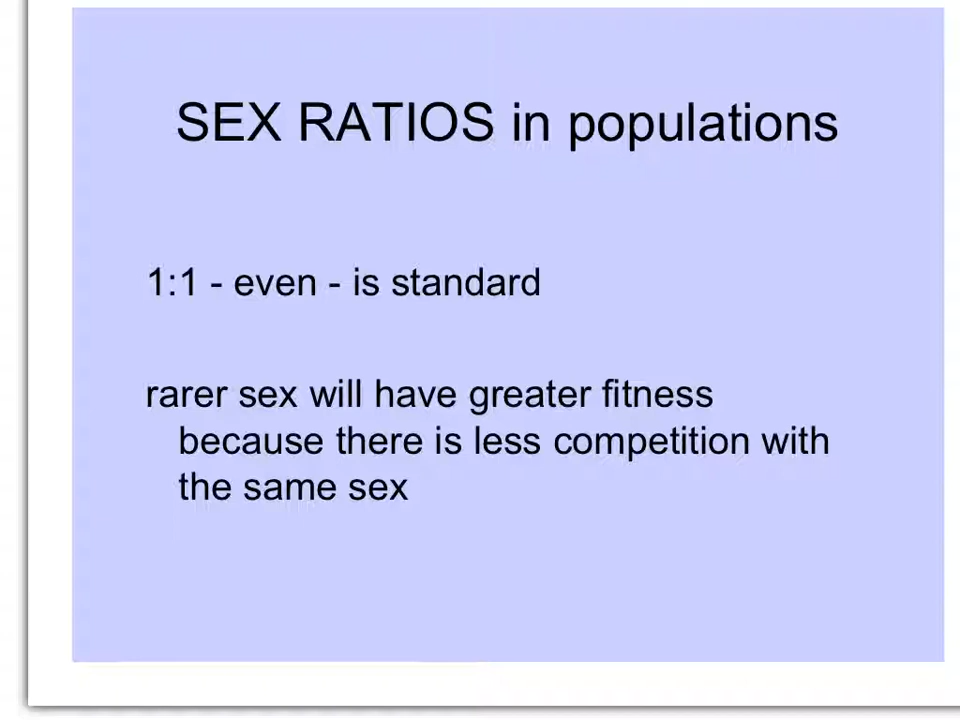 SEX RATIOS in populations
1:1 - even - is standard
rarer sex will have greater fitness
because there is less competition with
the same sex